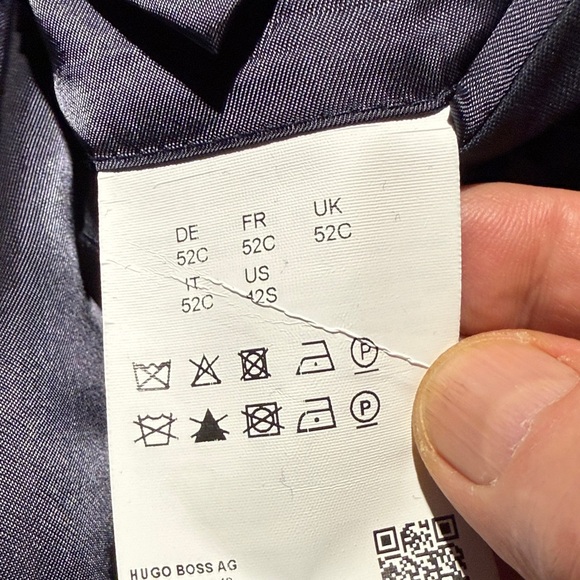 DE FR UK
52C 52C 52C
IT US
52C 42S
P
P
HUGO BOSS AG